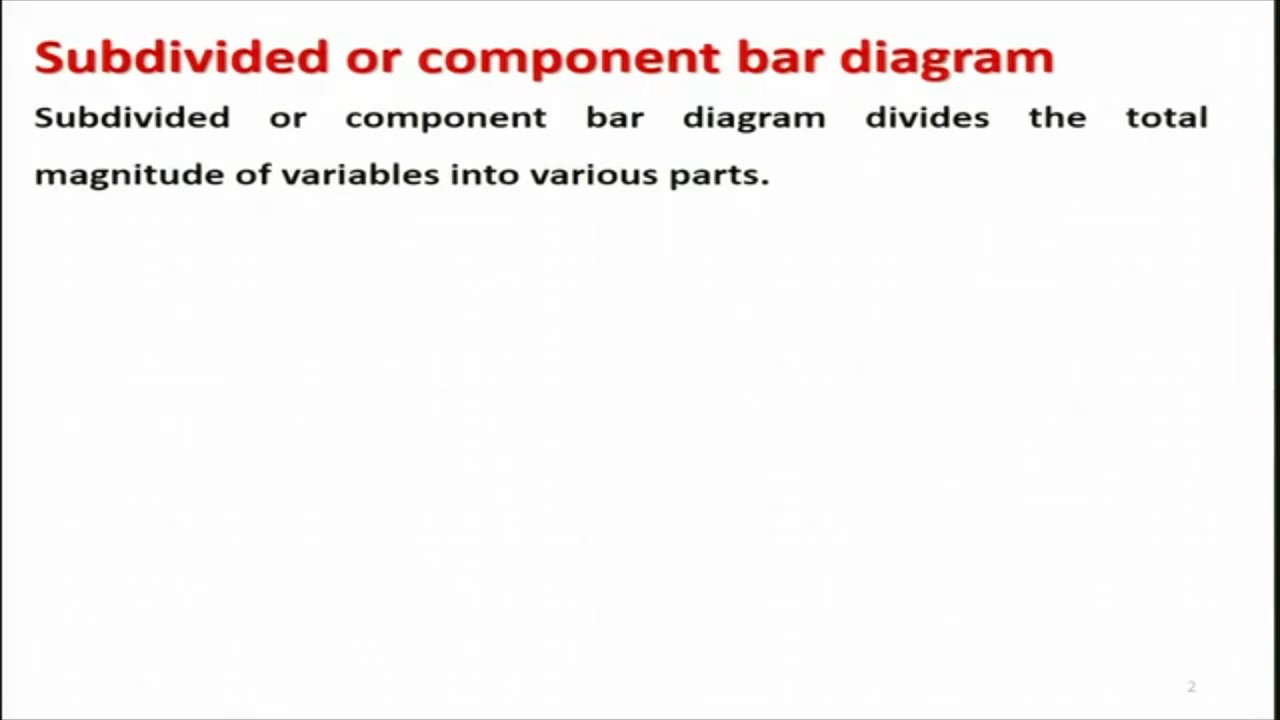 Subdivided or component bar diagram
Subdivided or component bar diagram divides the total
magnitude of variables into various parts.
2